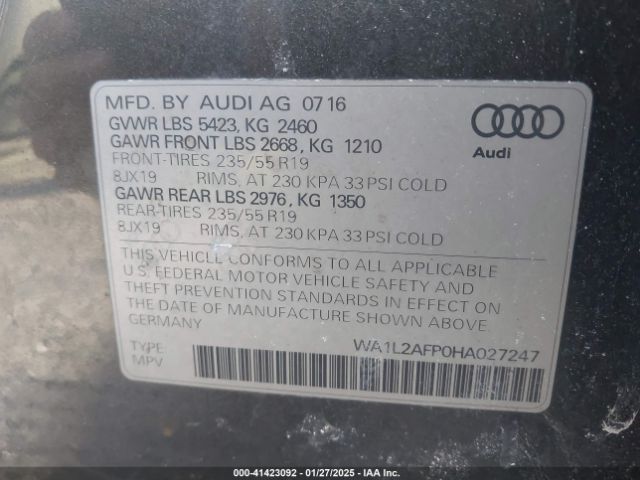 MFD. BY AUDI AG 0716
GVWR LBS 5423, KG 2460
GAWR FRONT LBS 2668, KG 1210
FRONT-TIRES 235/55 R19
8JX19 RIMS, AT 230 KPA 33 PSI COLD
GAWR REAR LBS 2976, KG 1350
REAR-TIRES 235/55 R19
8JX19 RIMS, AT 230 KPA 33 PSI COLD
Audi
THIS VEHICLE CONFORMS TO ALL APPLICABLE
U.S. FEDERAL MOTOR VEHICLE SAFETY AND
THEFT PREVENTION STANDARDS IN EFFECT ON
THE DATE OF MANUFACTURE SHOWN ABOVE.
GERMANY
TYPE: WA1L2AFP0HA027247
MPV
000-41423092 - 01/27/2025 - IAA Inc. All Rights Reserved